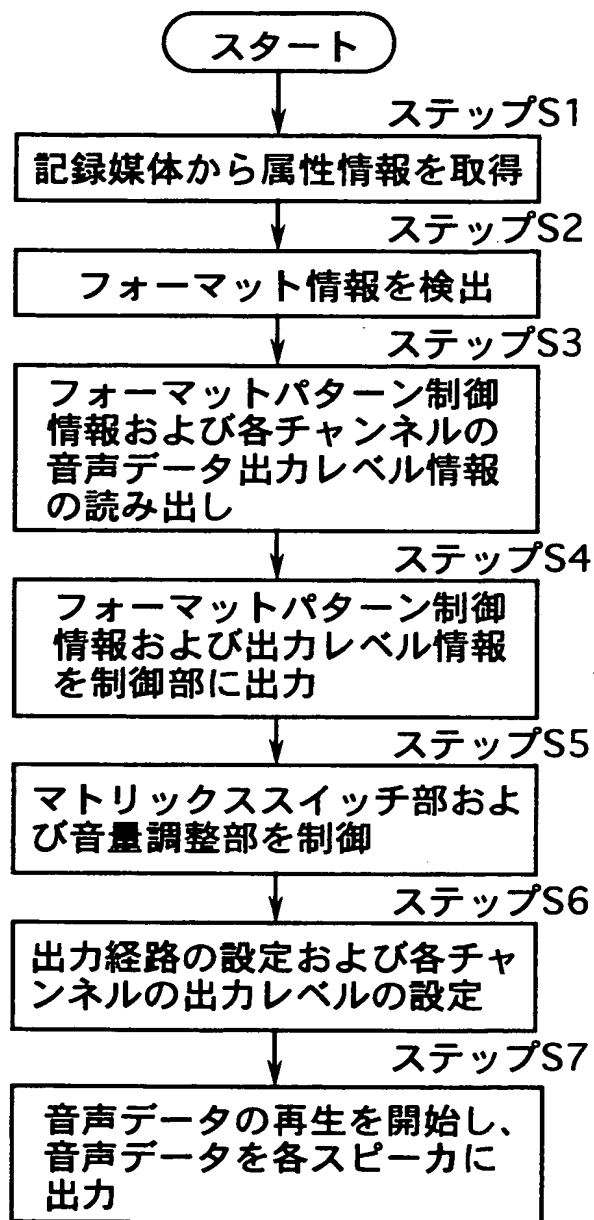 スタート
ステップS1
記録媒体から属性情報を取得
ステップS2
フォーマット情報を検出
ステップS3
フォーマットパターン制御
情報および各チャンネルの
音声データ出力レベル情報
の読み出し
ステップS4
フォーマットパターン制御
情報および出力レベル情報
を制御部に出力
ステップS5
マトリックススイッチ部およ
び音量調整部を制御
ステップS6
出力経路の設定および各チャ
ンネルの出力レベルの設定
ステップS7
音声データの再生を開始し、
音声データを各スピーカに
出力